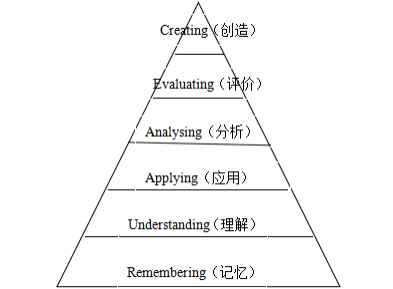 Creating（创造）
Evaluating（评价）
Analysing（分析）
Applying（应用）
Understanding（理解）
Remembering（记忆）